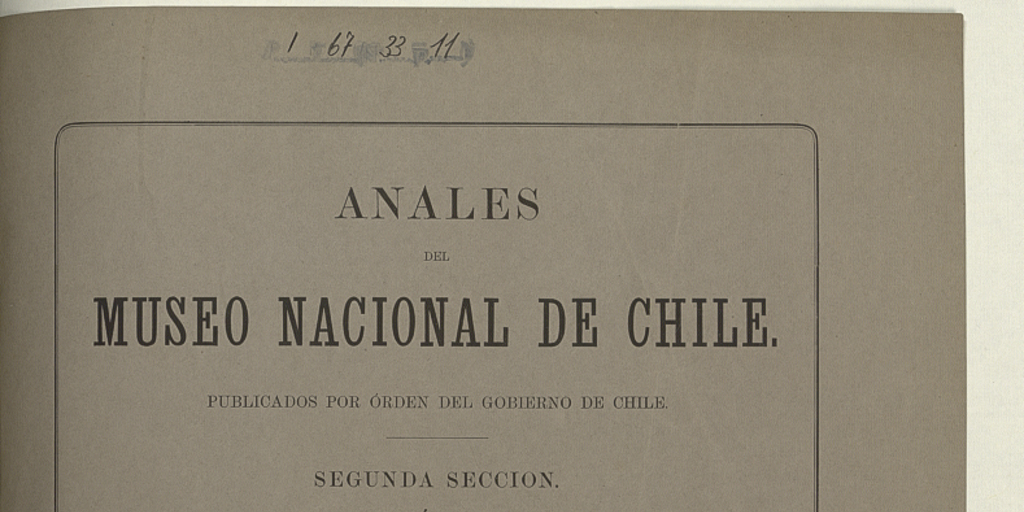 1 67 33 11
ANALES
DEL
MUSEO NACIONAL DE CHILE.
PUBLICADOS POR ÓRDEN DEL GOBIERNO DE CHILE.
SEGUNDA SECCION.